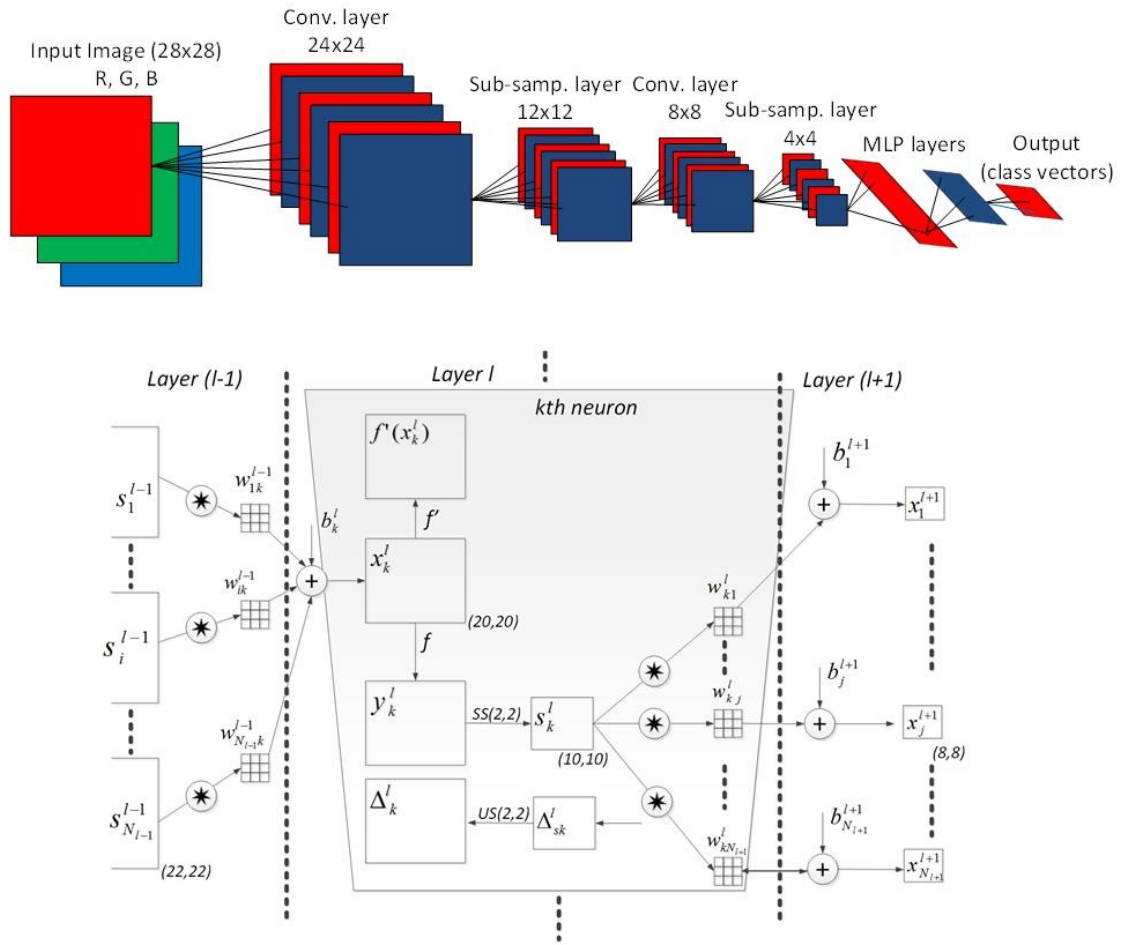 Input Image (28x28)
R, G, B
Conv. layer
24x24
Sub-samp. layer
12x12
Conv. layer
8x8
Sub-samp. layer
4x4
MLP layers
Output
(class vectors)
Layer (l-1)
Layer l
Layer (l+1)
kth neuron
s_1^{l-1}
w_{1k}^{l-1}
s_i^{l-1}
w_{ik}^{l-1}
s_{N_{l-1}}^{l-1}
w_{N_{l-1}k}^{l-1}
(22,22)
b_k^l
+
f'(x_k^l)
f'
x_k^l
(20,20)
f
y_k^l
SS(2,2)
s_k^l
(10,10)
Δ_k^l
US(2,2)
Δ_{sk}^l
w_{k1}^l
w_{kj}^l
w_{kN_{l+1}}^l
b_1^{l+1}
+
x_1^{l+1}
b_j^{l+1}
+
x_j^{l+1}
(8,8)
b_{N_{l+1}}^{l+1}
+
x_{N_{l+1}}^{l+1}